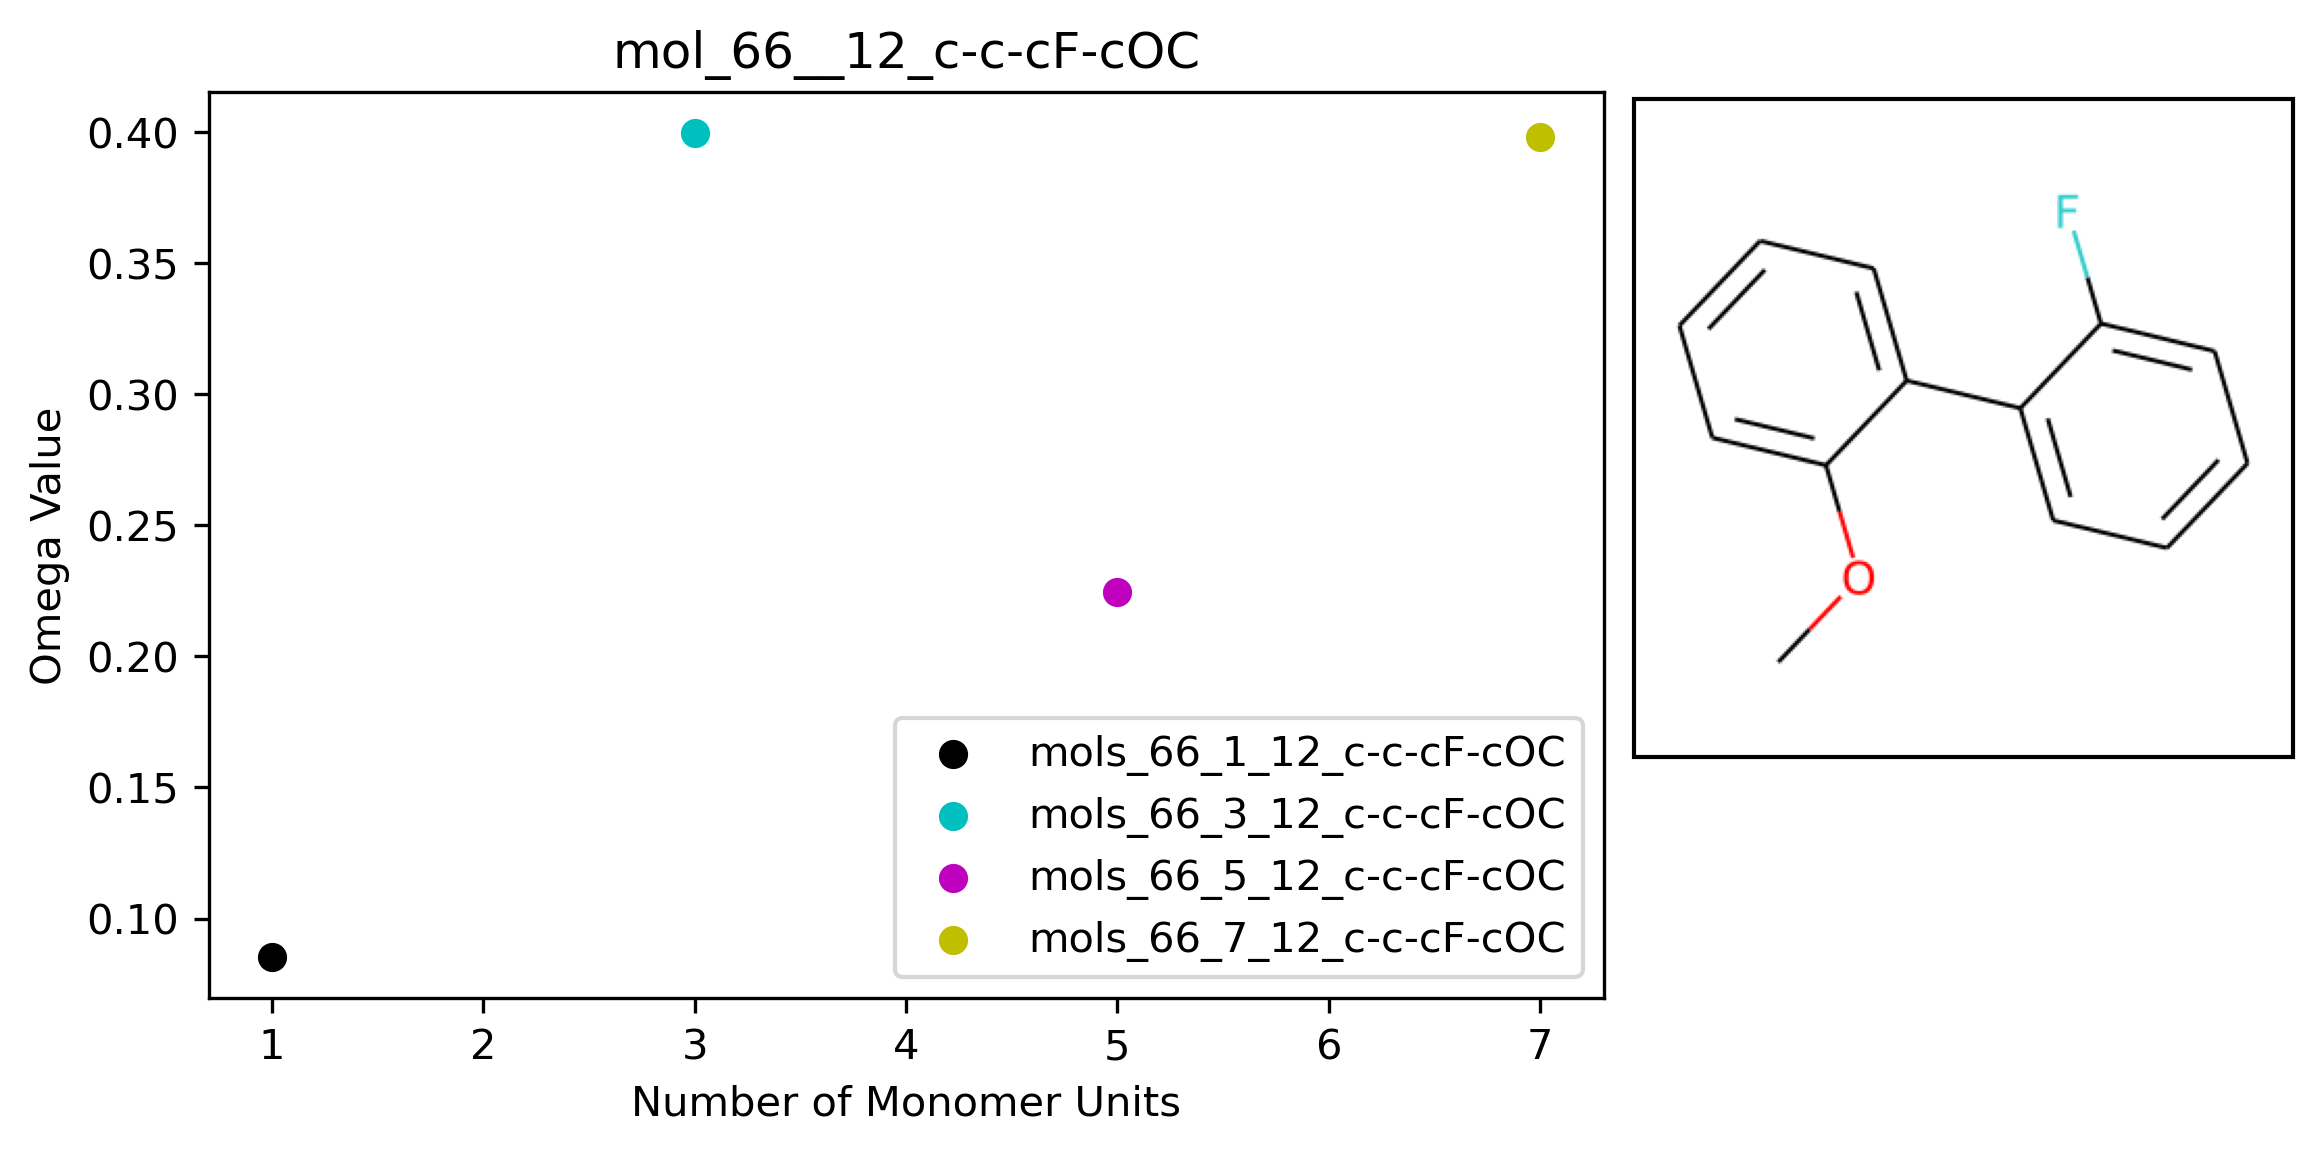 mol_66__12_c-c-cF-cOC
Omega Value
0.40
0.35
0.30
0.25
0.20
0.15
0.10
1 2 3 4 5 6 7
Number of Monomer Units
mols_66_1_12_c-c-cF-cOC
mols_66_3_12_c-c-cF-cOC
mols_66_5_12_c-c-cF-cOC
mols_66_7_12_c-c-cF-cOC
F
O